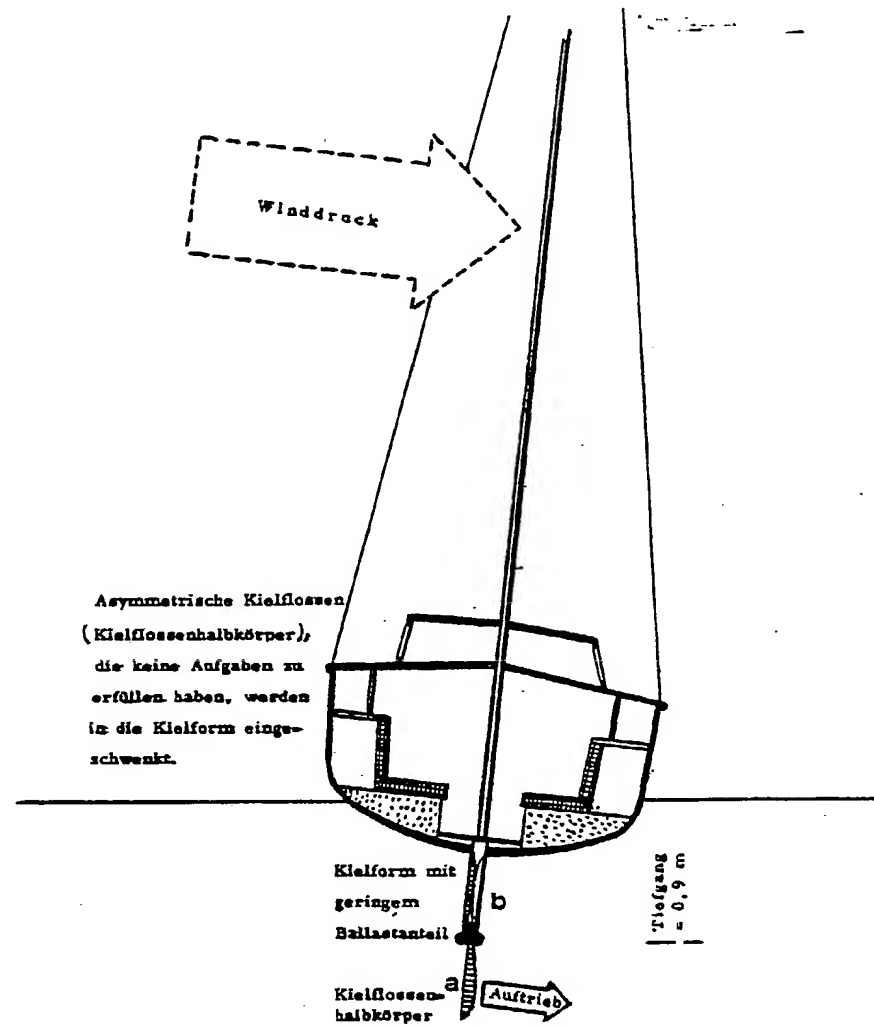 Winddruck
Asymmetrische Kielflossen
(Kielflossenhalbkörper),
die keine Aufgaben zu
erfüllen haben, werden
in die Kielform einge-
schwenkt.
Kielform mit
geringem
Ballastanteil
b
Tiefgang
= 0,9 m
a
Auftrieb
Kielflossen-
halbkörper